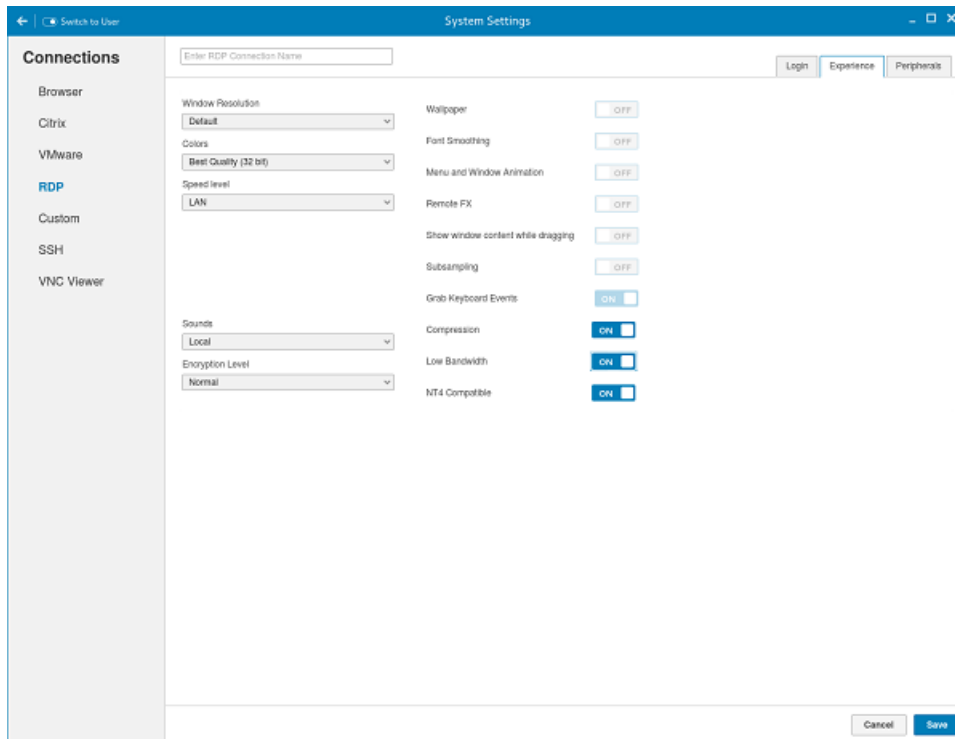 Switch to User
System Settings
Connections
Browser
Citrix
VMware
RDP
Custom
SSH
VNC Viewer
Enter RDP Connection Name
Login
Experience
Peripherals
Window Resolution
Default
Colors
Best Quality (32 bit)
Speed level
LAN
Sounds
Local
Encryption Level
Normal
Wallpaper OFF
Font Smoothing OFF
Menu and Window Animation OFF
Remote FX OFF
Show window content while dragging OFF
Subsampling OFF
Grab Keyboard Events ON
Compression ON
Low Bandwidth ON
NT4 Compatible ON
Cancel
Save